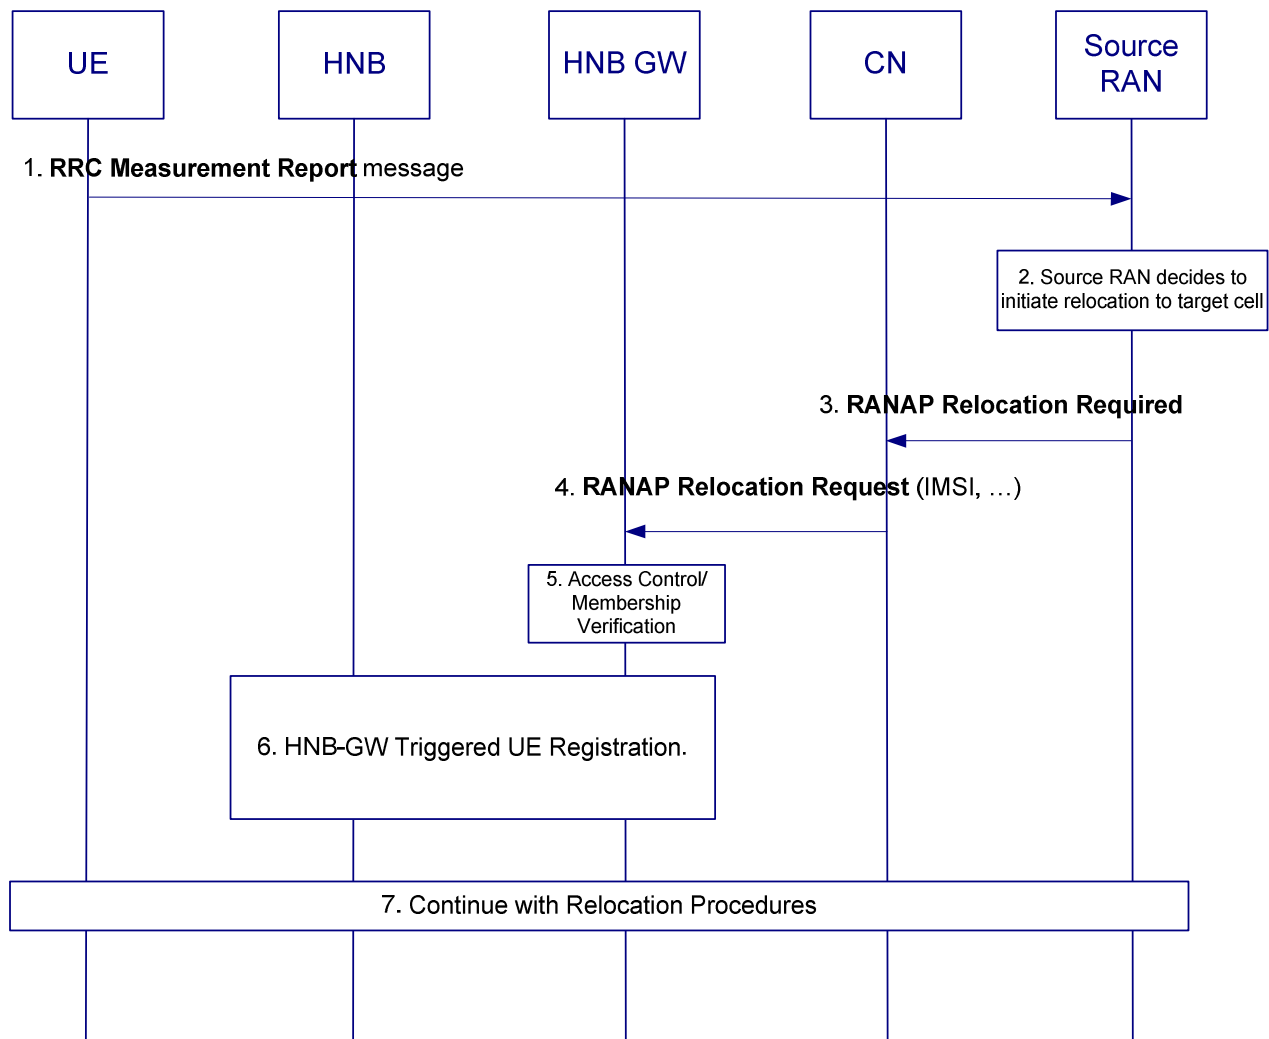 UE
HNB
HNB GW
CN
Source
RAN
1. RRC Measurement Report message
2. Source RAN decides to
initiate relocation to target cell
3. RANAP Relocation Required
4. RANAP Relocation Request (IMSI, …)
5. Access Control/
Membership
Verification
6. HNB-GW Triggered UE Registration.
7. Continue with Relocation Procedures